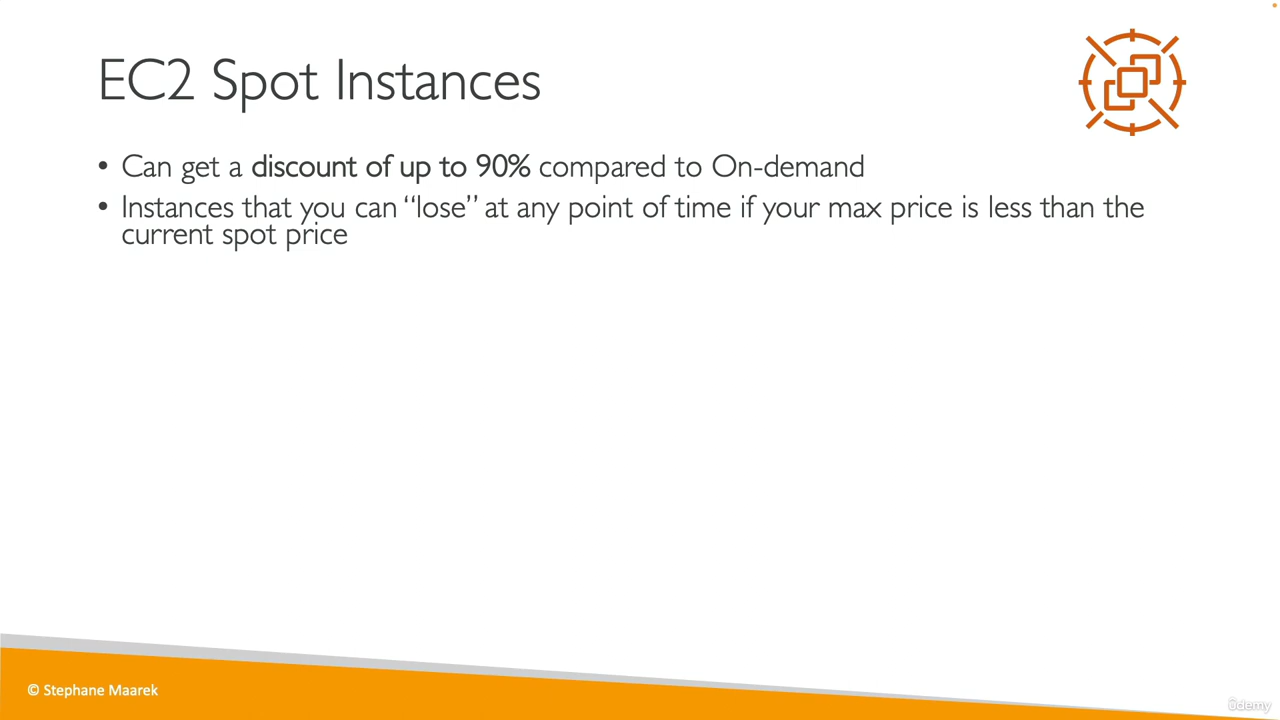 EC2 Spot Instances
• Can get a discount of up to 90% compared to On-demand
• Instances that you can “lose” at any point of time if your max price is less than the
current spot price
© Stephane Maarek
ûdemy